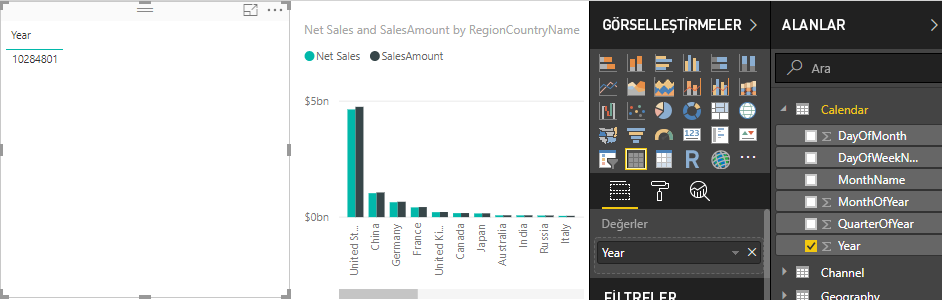 Year
10284801
Net Sales and SalesAmount by RegionCountryName
Net Sales
SalesAmount
$5bn
$0bn
United St...
China
Germany
France
United Ki...
Canada
Japan
Australia
India
Russia
Italy
GÖRSELLEŞTİRMELER
123
R
...
Değerler
Year
FİLTRELER
ALANLAR
Ara
Calendar
Σ DayOfMonth
DayOfWeekN...
MonthName
Σ MonthOfYear
Σ QuarterOfYear
Σ Year
Channel
Geography